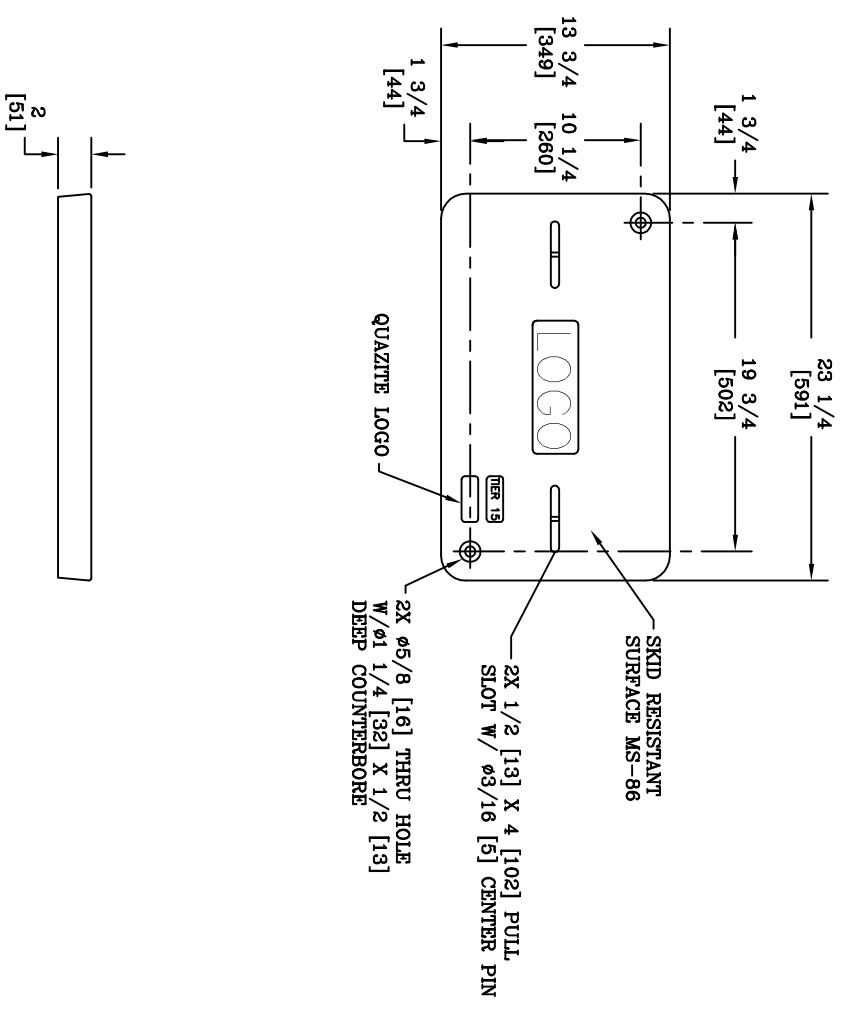 23 1/4
[591]
19 3/4
[502]
1 3/4
[44]
13 3/4
[349]
10 1/4
[260]
1 3/4
[44]
LOGO
TIER 15
SKID RESISTANT
SURFACE MS-86
2X 1/2 [13] X 4 [102] PULL
SLOT W/ ø3/16 [5] CENTER PIN
QUAZITE LOGO
2X ø5/8 [16] THRU HOLE
W/ø1 1/4 [32] X 1/2 [13]
DEEP COUNTERBORE
2
[51]